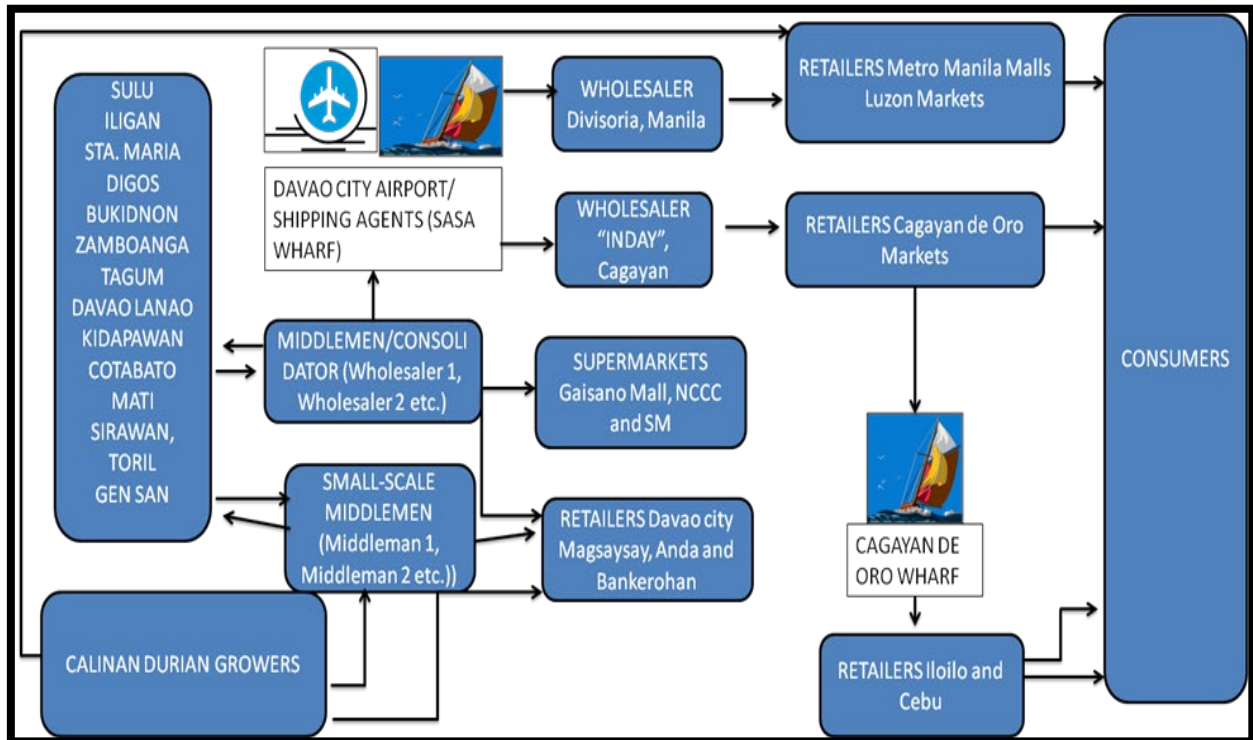 SULU
ILIGAN
STA. MARIA
DIGOS
BUKIDNON
ZAMBOANGA
TAGUM
DAVAO LANAO
KIDAPAWAN
COTABATO
MATI
SIRAWAN,
TORIL
GEN SAN
CALINAN DURIAN GROWERS
DAVAO CITY AIRPORT/
SHIPPING AGENTS (SASA
WHARF)
MIDDLEMEN/CONSOLI
DATOR (Wholesaler 1,
Wholesaler 2 etc.)
SMALL-SCALE
MIDDLEMEN
(Middleman 1,
Middleman 2 etc.))
WHOLESALER
Divisoria, Manila
WHOLESALER
“INDAY”,
Cagayan
SUPERMARKETS
Gaisano Mall, NCCC
and SM
RETAILERS Davao city
Magsaysay, Anda and
Bankerohan
RETAILERS Metro Manila Malls
Luzon Markets
RETAILERS Cagayan de Oro
Markets
CAGAYAN DE
ORO WHARF
RETAILERS Iloilo and
Cebu
CONSUMERS